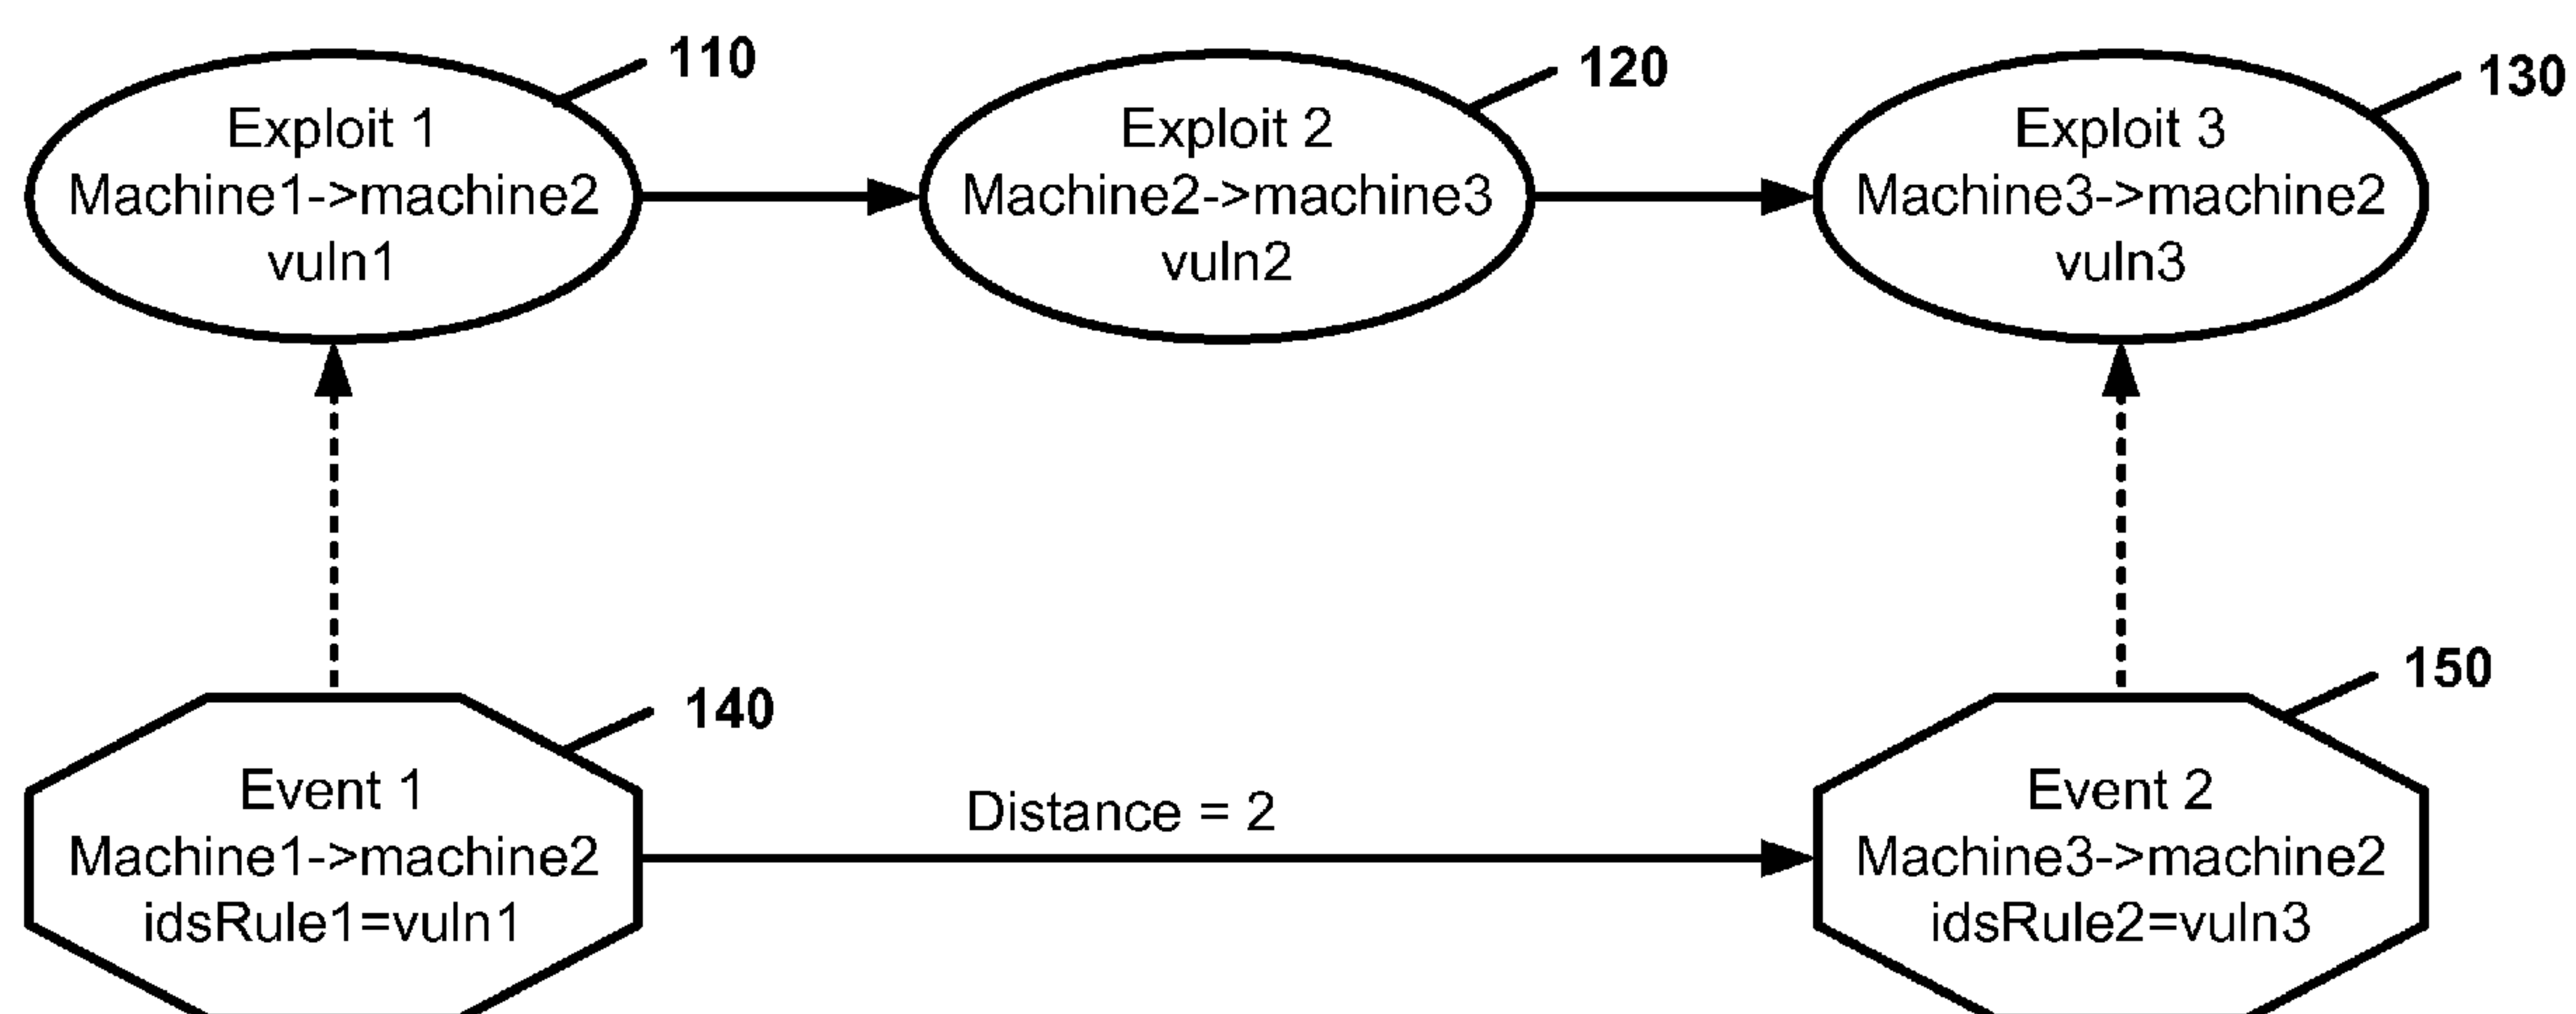 110
Exploit 1
Machine1->machine2
vuln1
120
Exploit 2
Machine2->machine3
vuln2
130
Exploit 3
Machine3->machine2
vuln3
140
Event 1
Machine1->machine2
idsRule1=vuln1
Distance = 2
150
Event 2
Machine3->machine2
idsRule2=vuln3